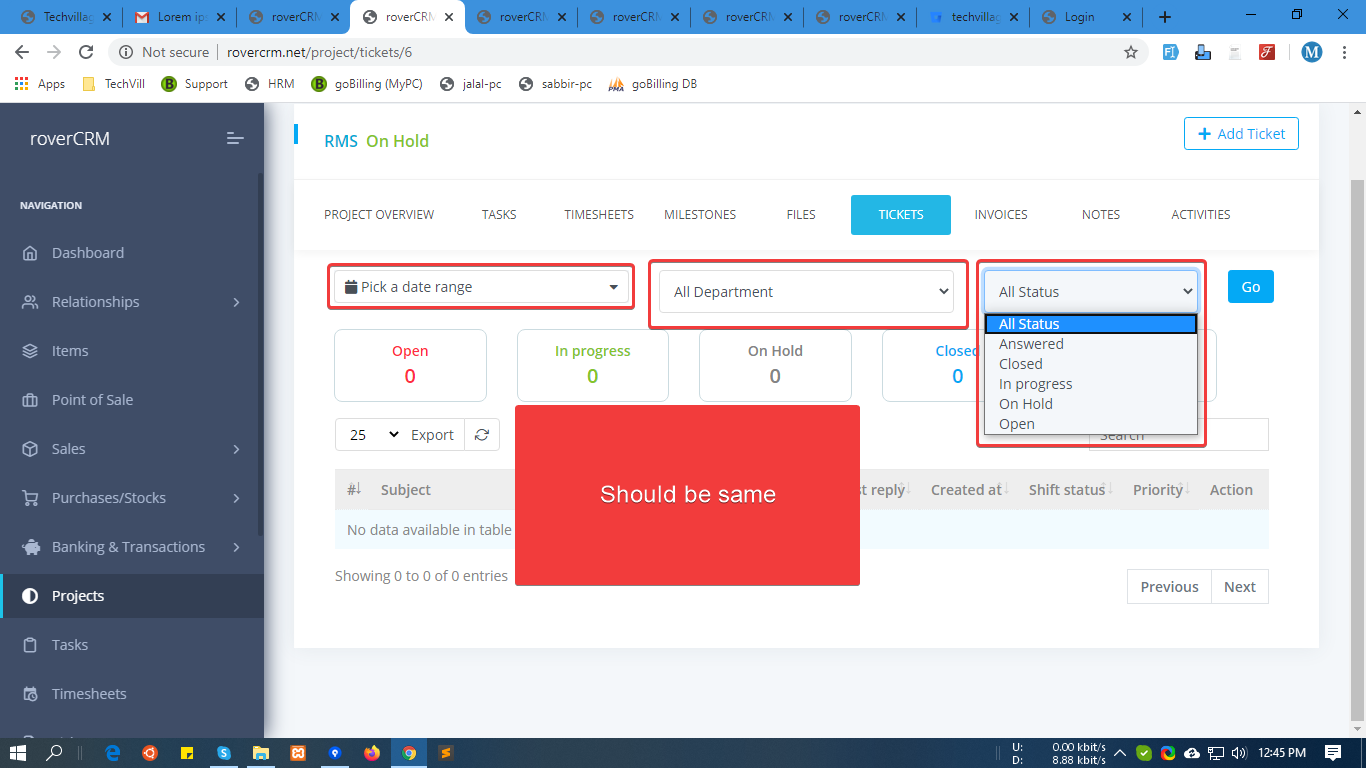 Techvillag
Lorem ips
roverCRM
roverCRM
roverCRM
roverCRM
roverCRM
roverCRM
techvillag
Login
Not secure
rovercrm.net/project/tickets/6
M
Apps
TechVill
Support
HRM
goBilling (MyPC)
jalal-pc
sabbir-pc
goBilling DB
roverCRM
NAVIGATION
Dashboard
Relationships
Items
Point of Sale
Sales
Purchases/Stocks
Banking & Transactions
Projects
Tasks
Timesheets
RMS On Hold
Add Ticket
PROJECT OVERVIEW
TASKS
TIMESHEETS
MILESTONES
FILES
TICKETS
INVOICES
NOTES
ACTIVITIES
Pick a date range
All Department
All Status
Go
All Status
Answered
Closed
In progress
On Hold
Open
Open
0
In progress
0
On Hold
0
Closed
0
25
Export
Search
Should be same
#
Subject
reply
Created at
Shift status
Priority
Action
No data available in table
Showing 0 to 0 of 0 entries
Previous
Next
U: 0.00 kbit/s
D: 8.88 kbit/s
12:45 PM